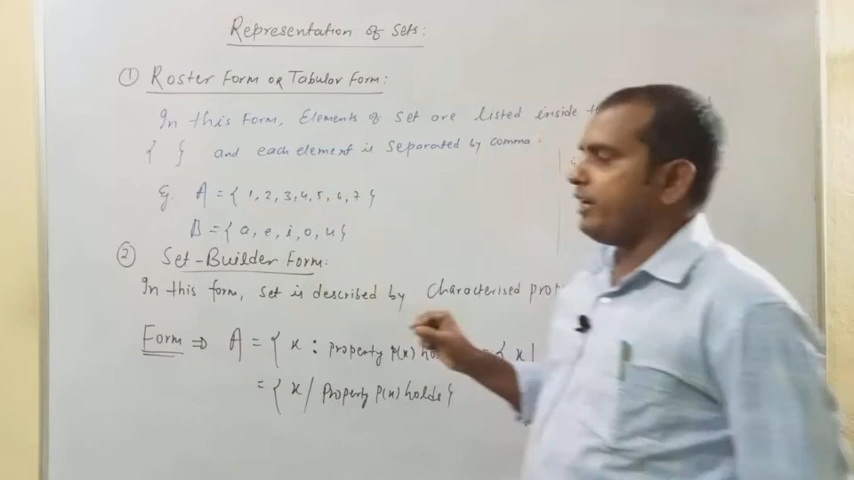 Representation of Sets:
① Roster Form OR Tabular Form:
In this Form, Elements of Set are listed inside
{ } and each element is separated by comma.
Eg. A = { 1, 2, 3, 4, 5, 6, 7 }
B = { a, e, i, o, u }
② Set-Builder Form:
In this form, Set is described by characterised
Form ⇒ A = { x : property P(x) = { x |
= { x / Property P(x) holds }